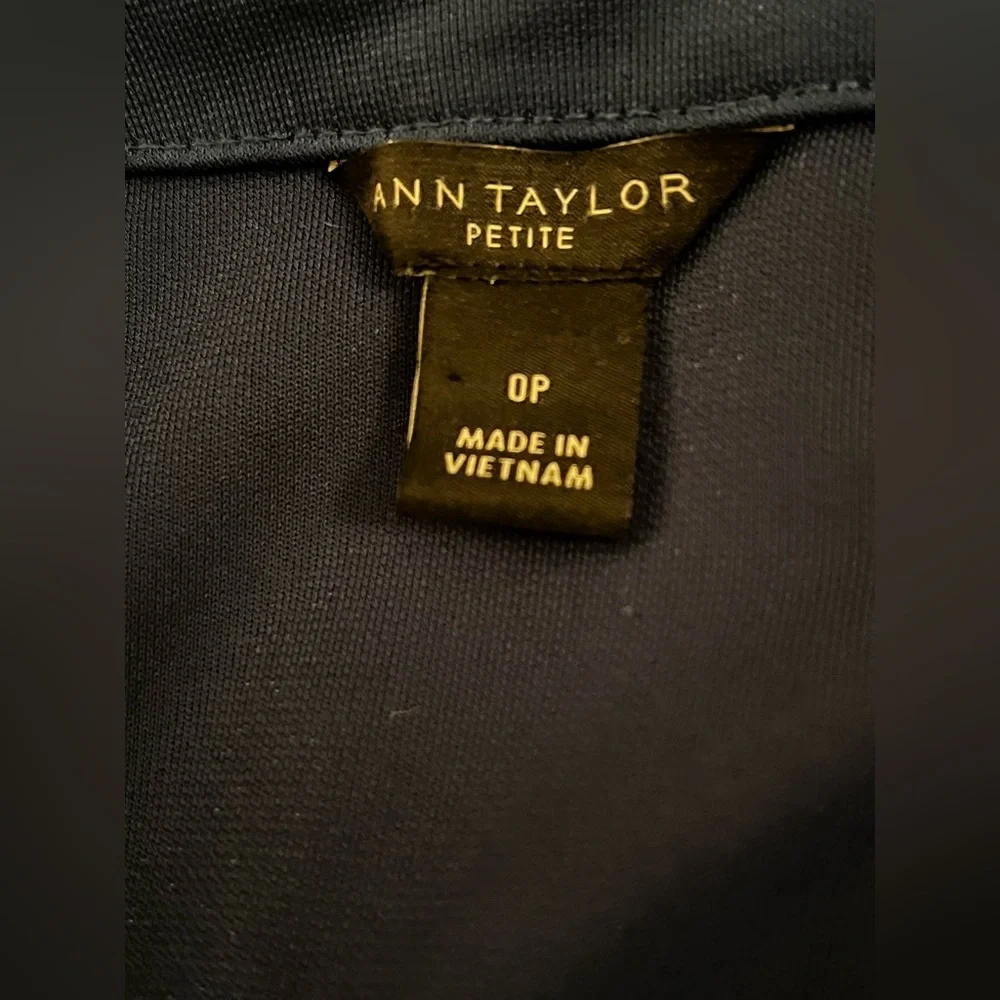 ANN TAYLOR
PETITE
0P
MADE IN
VIETNAM